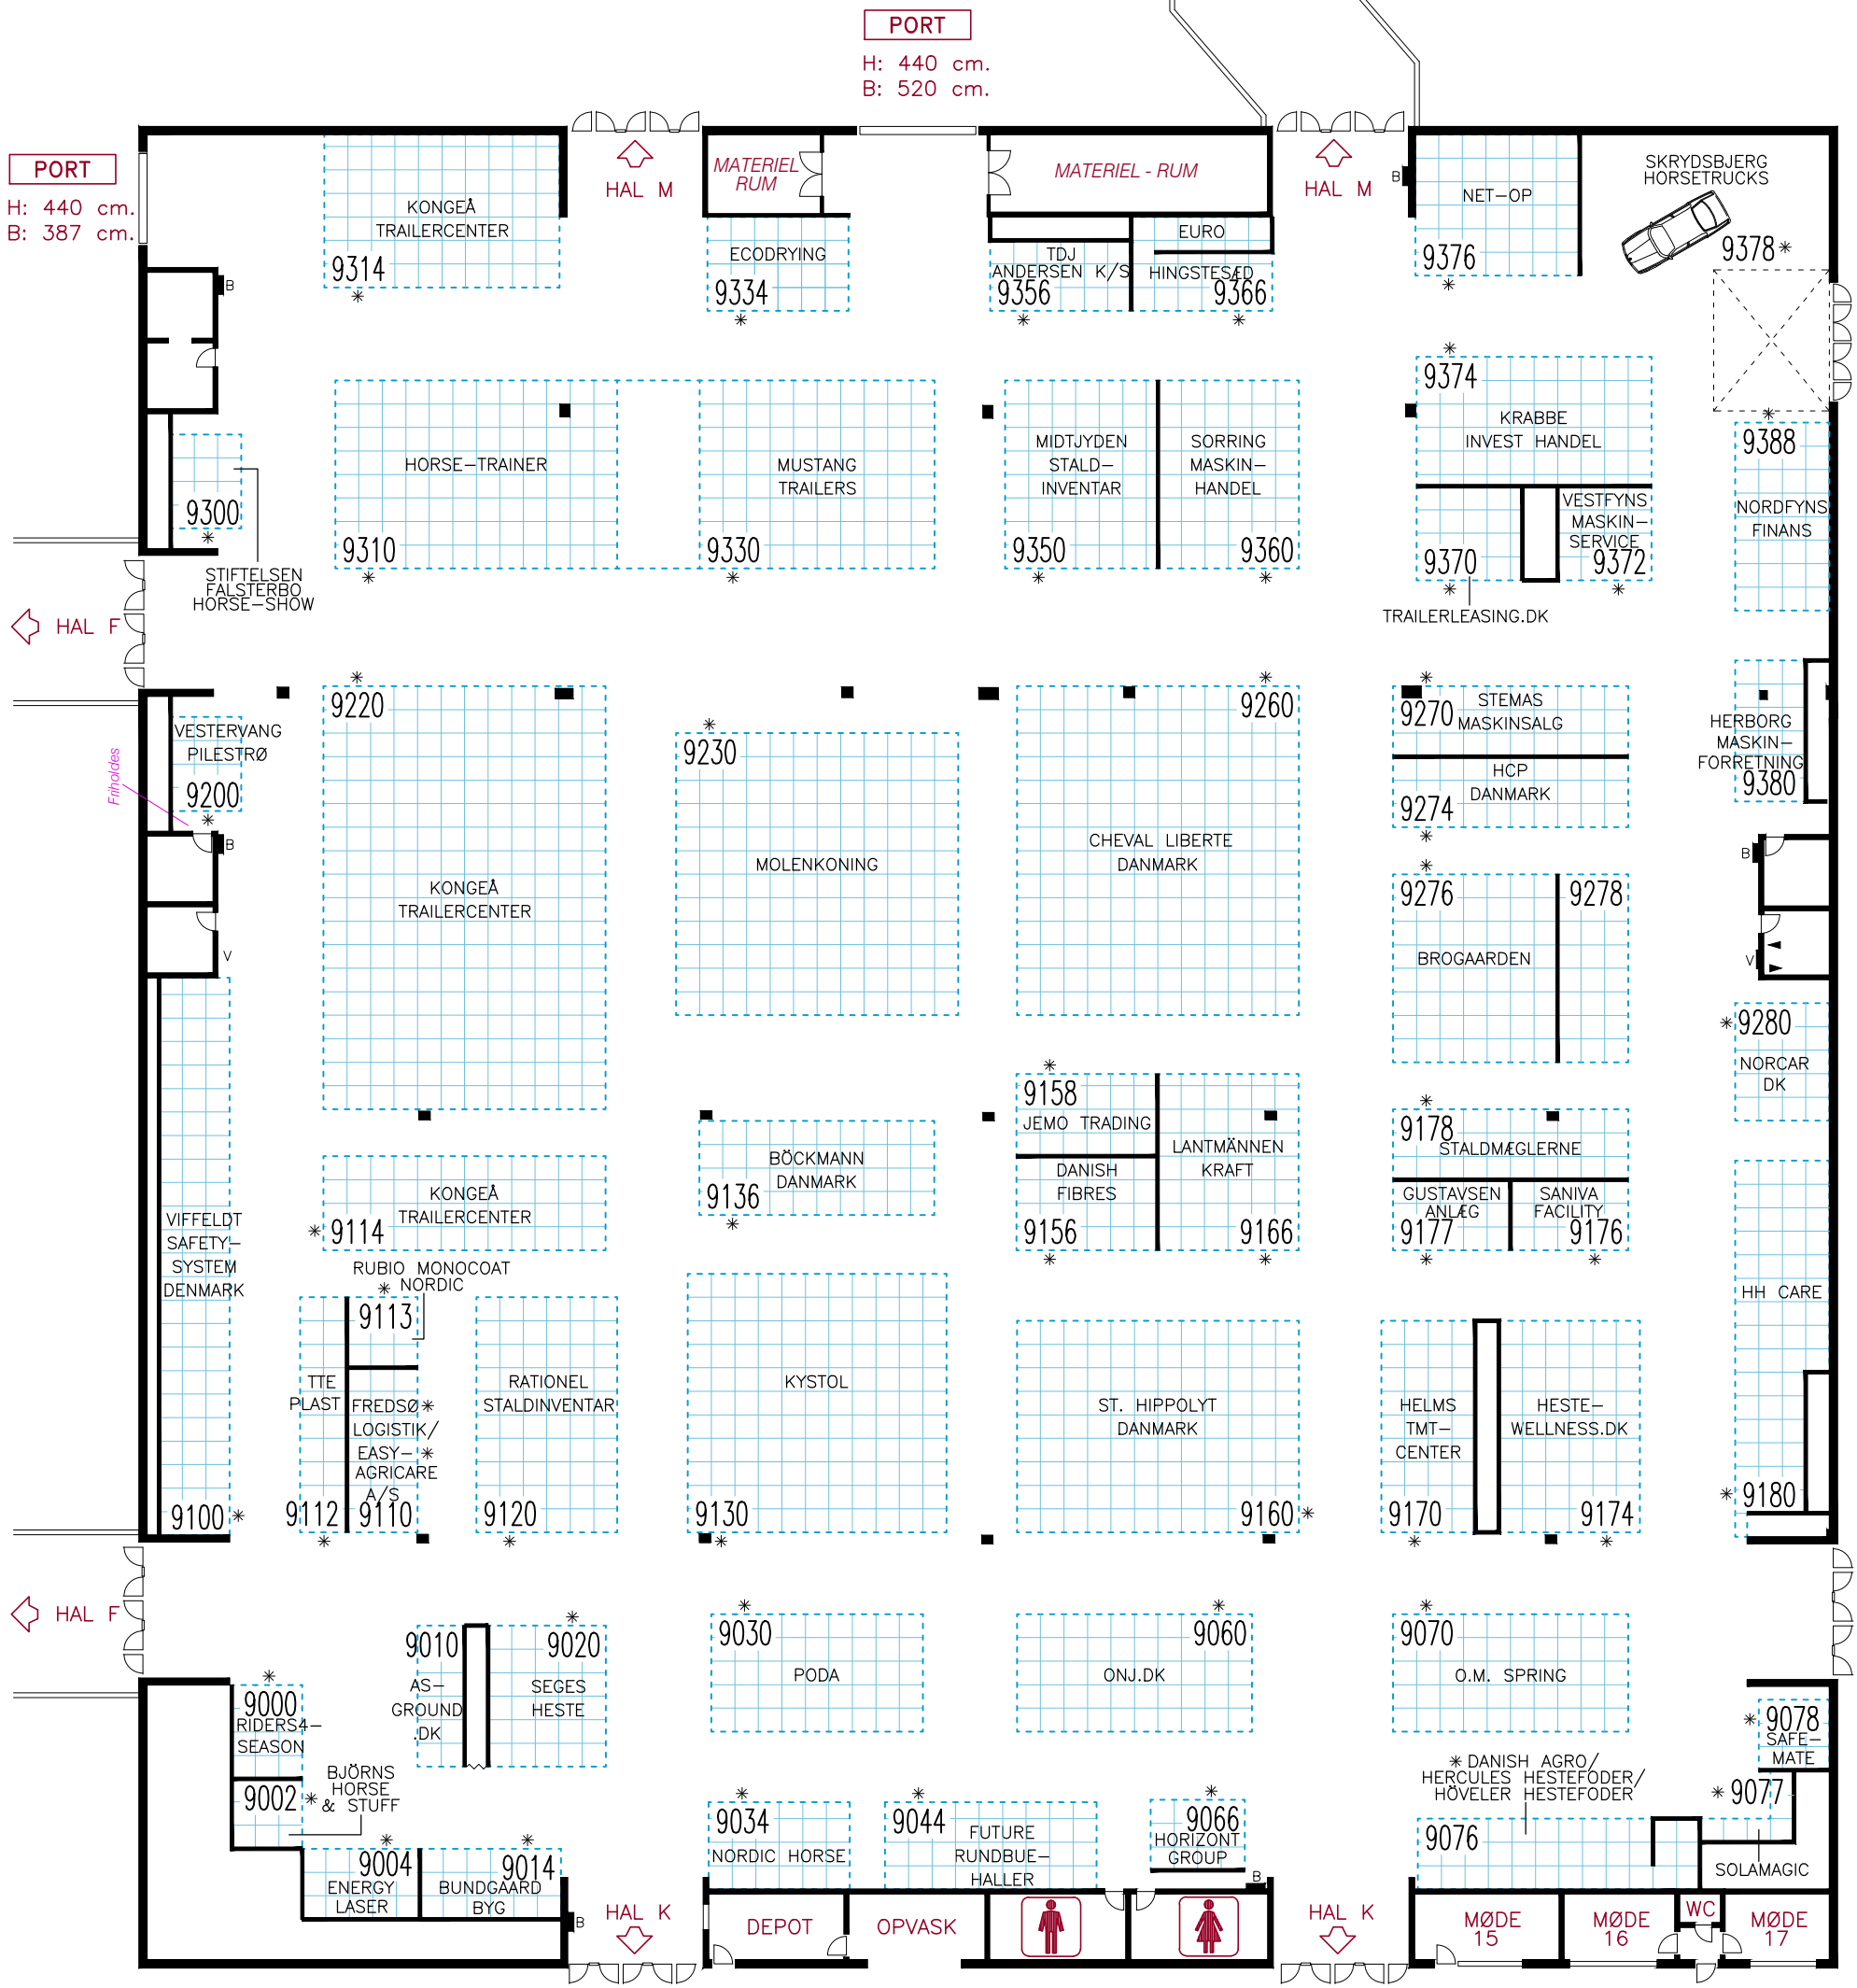 PORT
H: 440 cm.
B: 520 cm.
PORT
H: 440 cm.
B: 387 cm.
HAL M
MATERIEL
RUM
MATERIEL - RUM
HAL M
B
KONGEÅ
TRAILERCENTER
9314
*
ECODRYING
9334
*
TDJ
ANDERSEN K/S
9356
*
EURO
HINGSTESÆD
9366
*
NET-OP
9376
*
SKRYDSBJERG
HORSETRUCKS
9378*
B
9300
*
STIFTELSEN
FALSTERBO
HORSE-SHOW
HORSE-TRAINER
9310
*
MUSTANG
TRAILERS
9330
*
MIDTJYDEN
STALD-
INVENTAR
9350
*
SORRING
MASKIN-
HANDEL
9360
*
*
9374
KRABBE
INVEST HANDEL
9370
*
TRAILERLEASING.DK
VESTFYNS
MASKIN-
SERVICE
9372
*
*
9388
NORDFYNS
FINANS
HAL F
VESTERVANG
PILESTRØ
9200
*
Friholdes
B
V
*
9220
KONGEÅ
TRAILERCENTER
*
9230
MOLENKONING
*
9260
CHEVAL LIBERTE
DANMARK
*
9270
STEMAS
MASKINSALG
HCP
DANMARK
9274
*
HERBORG
MASKIN-
FORRETNING
9380
B
V
*
9276
9278
BROGAARDEN
*9280
NORCAR
DK
*
9158
JEMO TRADING
DANISH
FIBRES
9156
*
LANTMÄNNEN
KRAFT
9166
*
*
9178
STALDMÆGLERNE
GUSTAVSEN
ANLÆG
9177
*
SANIVA
FACILITY
9176
*
BÖCKMANN
DANMARK
9136
*
KONGEÅ
TRAILERCENTER
*9114
VIFFELDT
SAFETY-
SYSTEM
DENMARK
9100 *
RUBIO MONOCOAT
* NORDIC
9113
TTE
PLAST
9112
*
FREDSØ*
LOGISTIK/
EASY- *
AGRICARE
A/S
9110
RATIONEL
STALDINVENTAR
9120
*
KYSTOL
9130
*
ST. HIPPOLYT
DANMARK
9160 *
HELMS
TMT-
CENTER
9170
*
HESTE-
WELLNESS.DK
9174
*
HH CARE
*9180
HAL F
*
9000
RIDERS4-
SEASON
9002 *
BJÖRNS
HORSE
& STUFF
9010
AS-
GROUND
.DK
*
9020
SEGES
HESTE
*
9030
PODA
*
9060
ONJ.DK
*
9070
O.M. SPRING
*9078
SAFE-
MATE
* DANISH AGRO/
HERCULES HESTEFODER/
HÖVELER HESTEFODER
9076
*9077
SOLAMAGIC
*
9004
ENERGY
LASER
*
9014
BUNDGAARD
BYG
*
9034
NORDIC HORSE
*
9044
FUTURE
RUNDBUE-
HALLER
*
9066
HORIZONT
GROUP
B
B
HAL K
DEPOT
OPVASK
HAL K
MØDE
15
MØDE
16
WC
MØDE
17